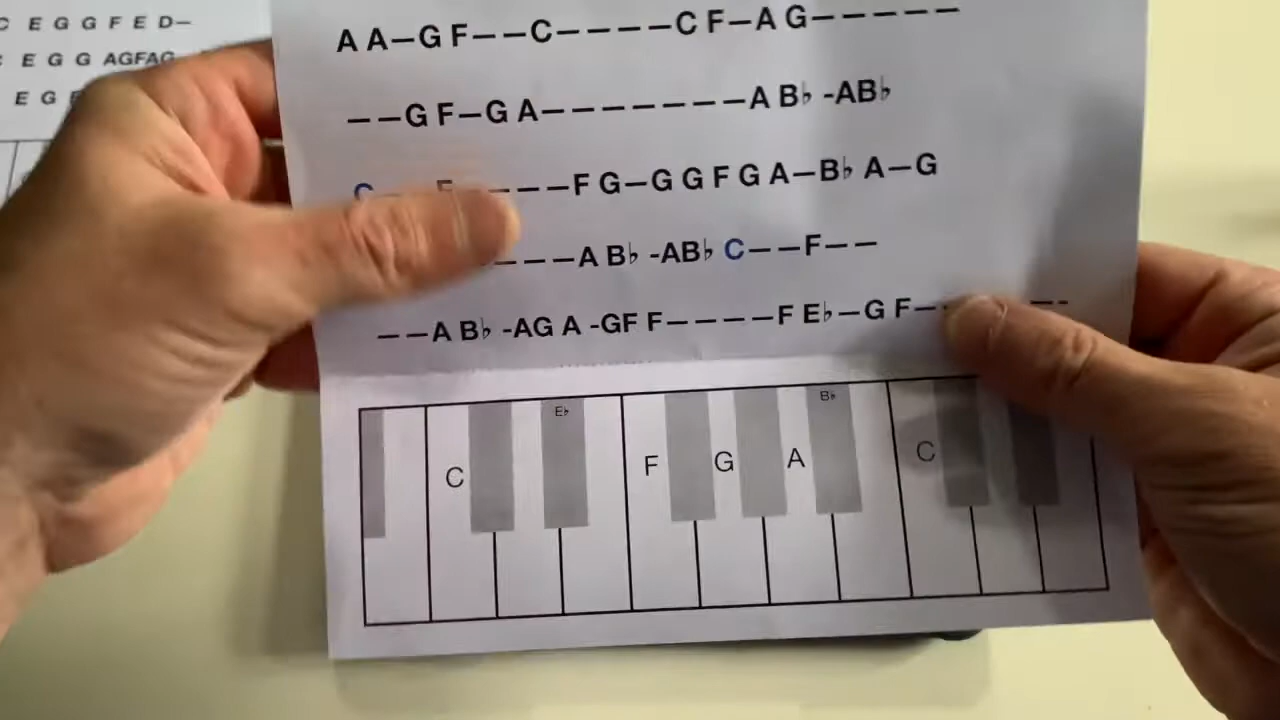 C E G G F E D–
E G G AGFAG
E G
A A–G F––C––––C F–A G–––––
––G F–G A–––––––A B♭ -AB♭
––––F G–G G F G A–B♭ A–G
––––A B♭ -AB♭ C––F––
––A B♭ -AG A -GF F––––F E♭–G F–
E♭ B♭
C F G A C